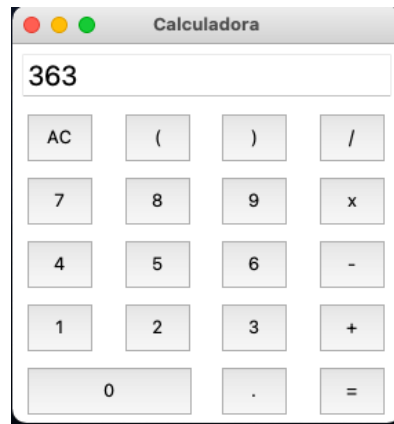 Calculadora
363
AC ( ) /
7 8 9 x
4 5 6 -
1 2 3 +
0 . =